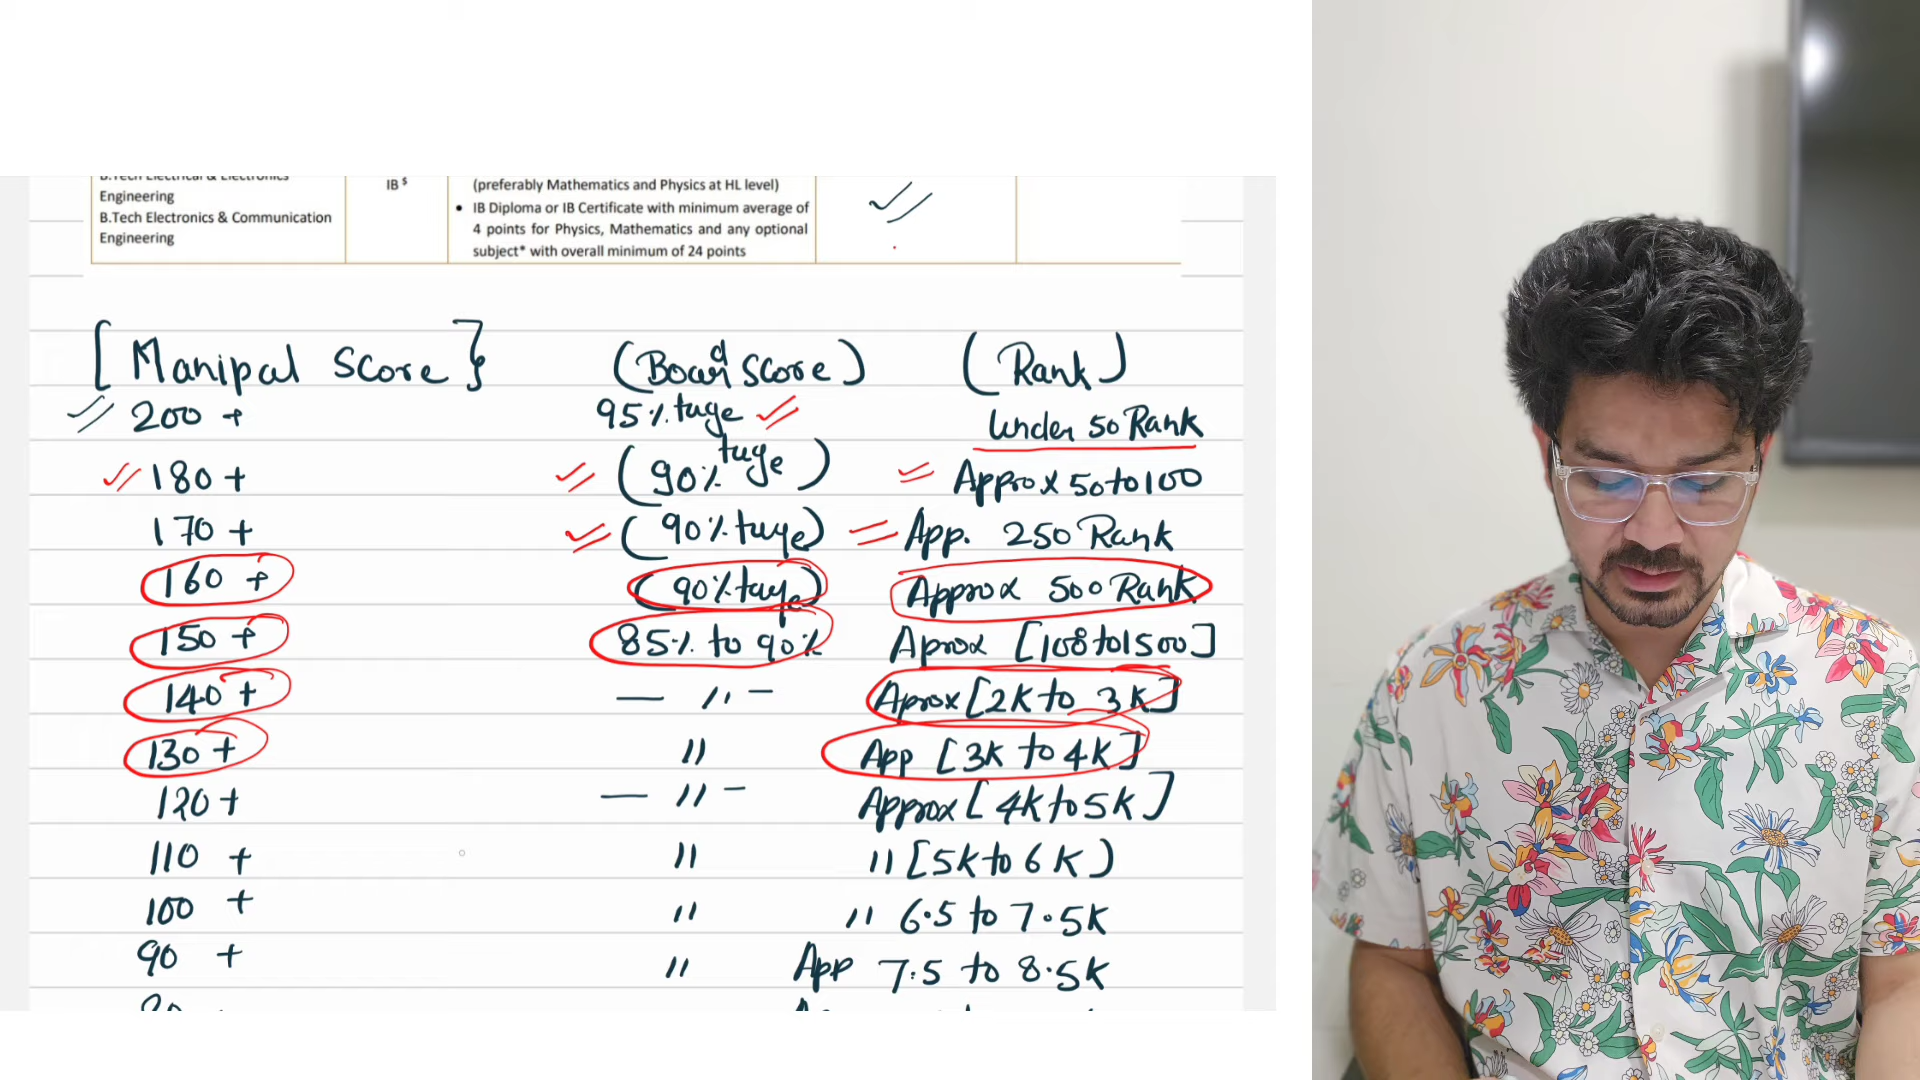 B.Tech Electrical & Electronics
Engineering
B.Tech Electronics & Communication
Engineering
IB $
(preferably Mathematics and Physics at HL level)
• IB Diploma or IB Certificate with minimum average of
4 points for Physics, Mathematics and any optional
subject* with overall minimum of 24 points
[Manipal Score} (Board Score) (Rank)
200 + 95% tage Under 50 Rank
180 + (90% tage) Approx 50 to 100
170 + (90% tage) App. 250 Rank
160 + (90% tage) Approx 500 Rank
150 + 85% to 90% Aprox [108 to 1500]
140 + — " — Aprox [2K to 3K]
130 + " App [3K to 4K]
120 + — " — Approx [4K to 5K]
110 + " " [5K to 6K)
100 + " " 6.5 to 7.5K
90 + " App 7.5 to 8.5K